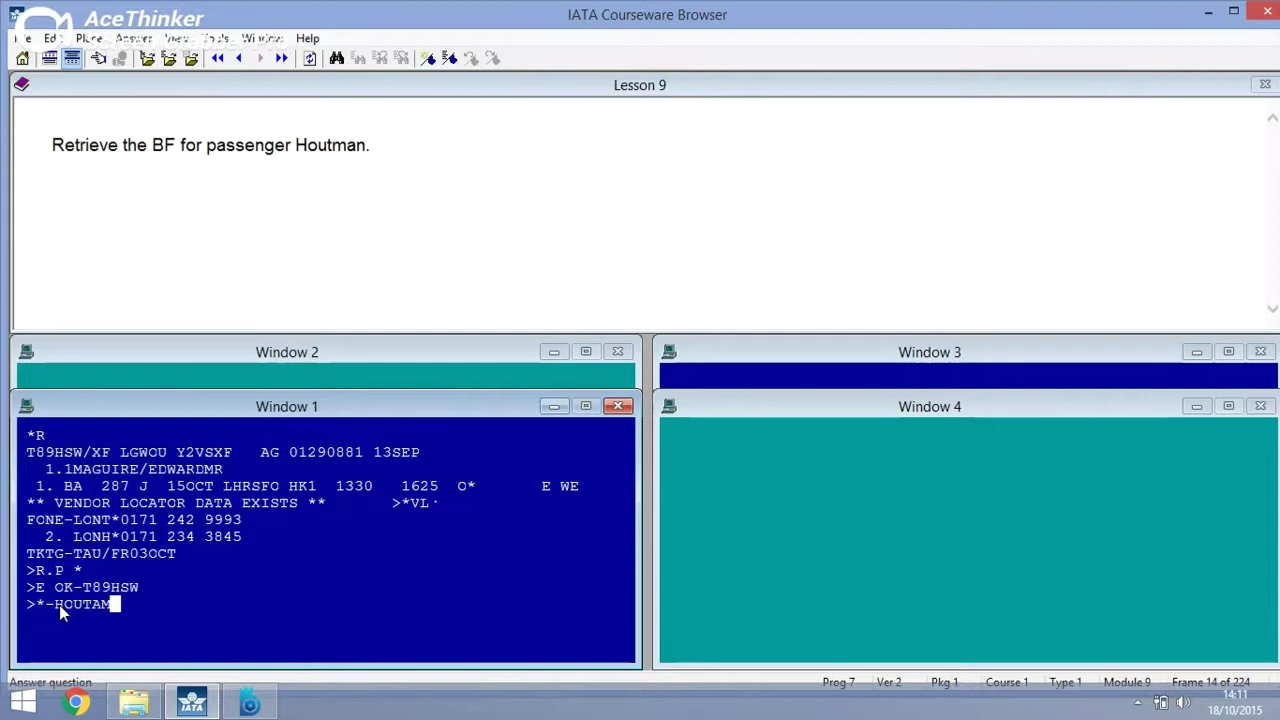 IATA Courseware Browser
AceThinker
Help
Lesson 9
Retrieve the BF for passenger Houtman.
Window 2
Window 3
Window 1
Window 4
*R
T89HSW/XF LGWOU Y2VSXF   AG 01290881 13SEP
1.1MAGUIRE/EDWARDMR
1. BA  287 J  15OCT LHRSFO HK1  1330   1625  O*       E WE
** VENDOR LOCATOR DATA EXISTS **       >*VL·
FONE-LONT*0171 242 9993
2. LONH*0171 234 3845
TKTG-TAU/FR03OCT
>R.P *
>E OK-T89HSW
>*-HOUTAM
Answer question
Prog 7
Ver 2
Pkg 1
Course 1
Type 1
Module 9
Frame 14 of 224
IATA
14:11
18/10/2015